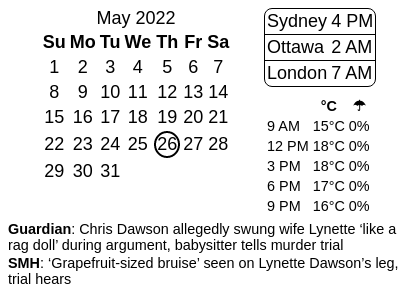 May 2022
Su Mo Tu We Th Fr Sa
1 2 3 4 5 6 7
8 9 10 11 12 13 14
15 16 17 18 19 20 21
22 23 24 25 26 27 28
29 30 31
Sydney 4 PM
Ottawa 2 AM
London 7 AM
°C ☂
9 AM 15°C 0%
12 PM 18°C 0%
3 PM 18°C 0%
6 PM 17°C 0%
9 PM 16°C 0%
Guardian: Chris Dawson allegedly swung wife Lynette ‘like a
rag doll’ during argument, babysitter tells murder trial
SMH: ‘Grapefruit-sized bruise’ seen on Lynette Dawson’s leg,
trial hears